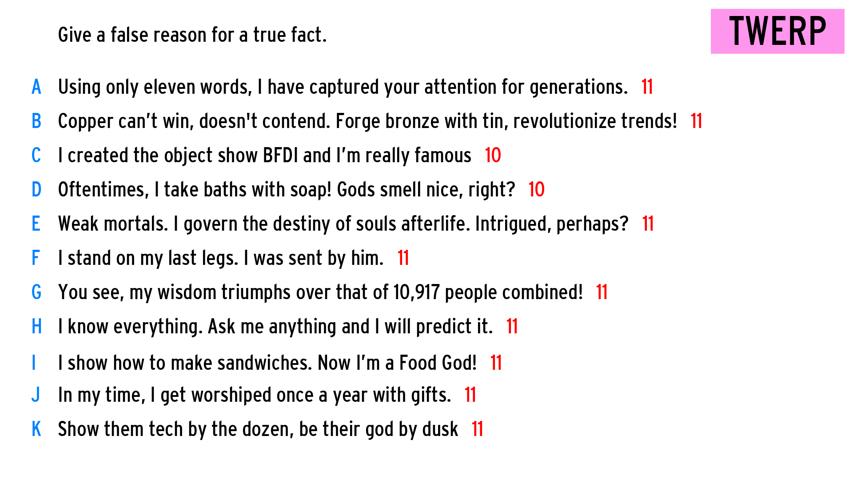 Give a false reason for a true fact.
TWERP
A Using only eleven words, I have captured your attention for generations. 11
B Copper can't win, doesn't contend. Forge bronze with tin, revolutionize trends! 11
C I created the object show BFDI and I'm really famous 10
D Oftentimes, I take baths with soap! Gods smell nice, right? 10
E Weak mortals. I govern the destiny of souls afterlife. Intrigued, perhaps? 11
F I stand on my last legs. I was sent by him. 11
G You see, my wisdom triumphs over that of 10,917 people combined! 11
H I know everything. Ask me anything and I will predict it. 11
I I show how to make sandwiches. Now I'm a Food God! 11
J In my time, I get worshiped once a year with gifts. 11
K Show them tech by the dozen, be their god by dusk 11